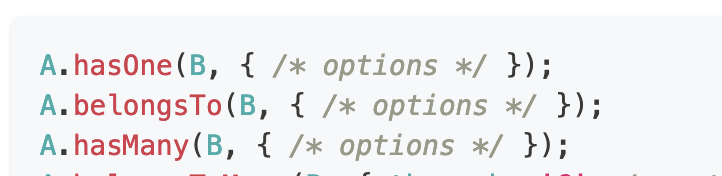 A.hasOne(B, { /* options */ });
A.belongsTo(B, { /* options */ });
A.hasMany(B, { /* options */ });